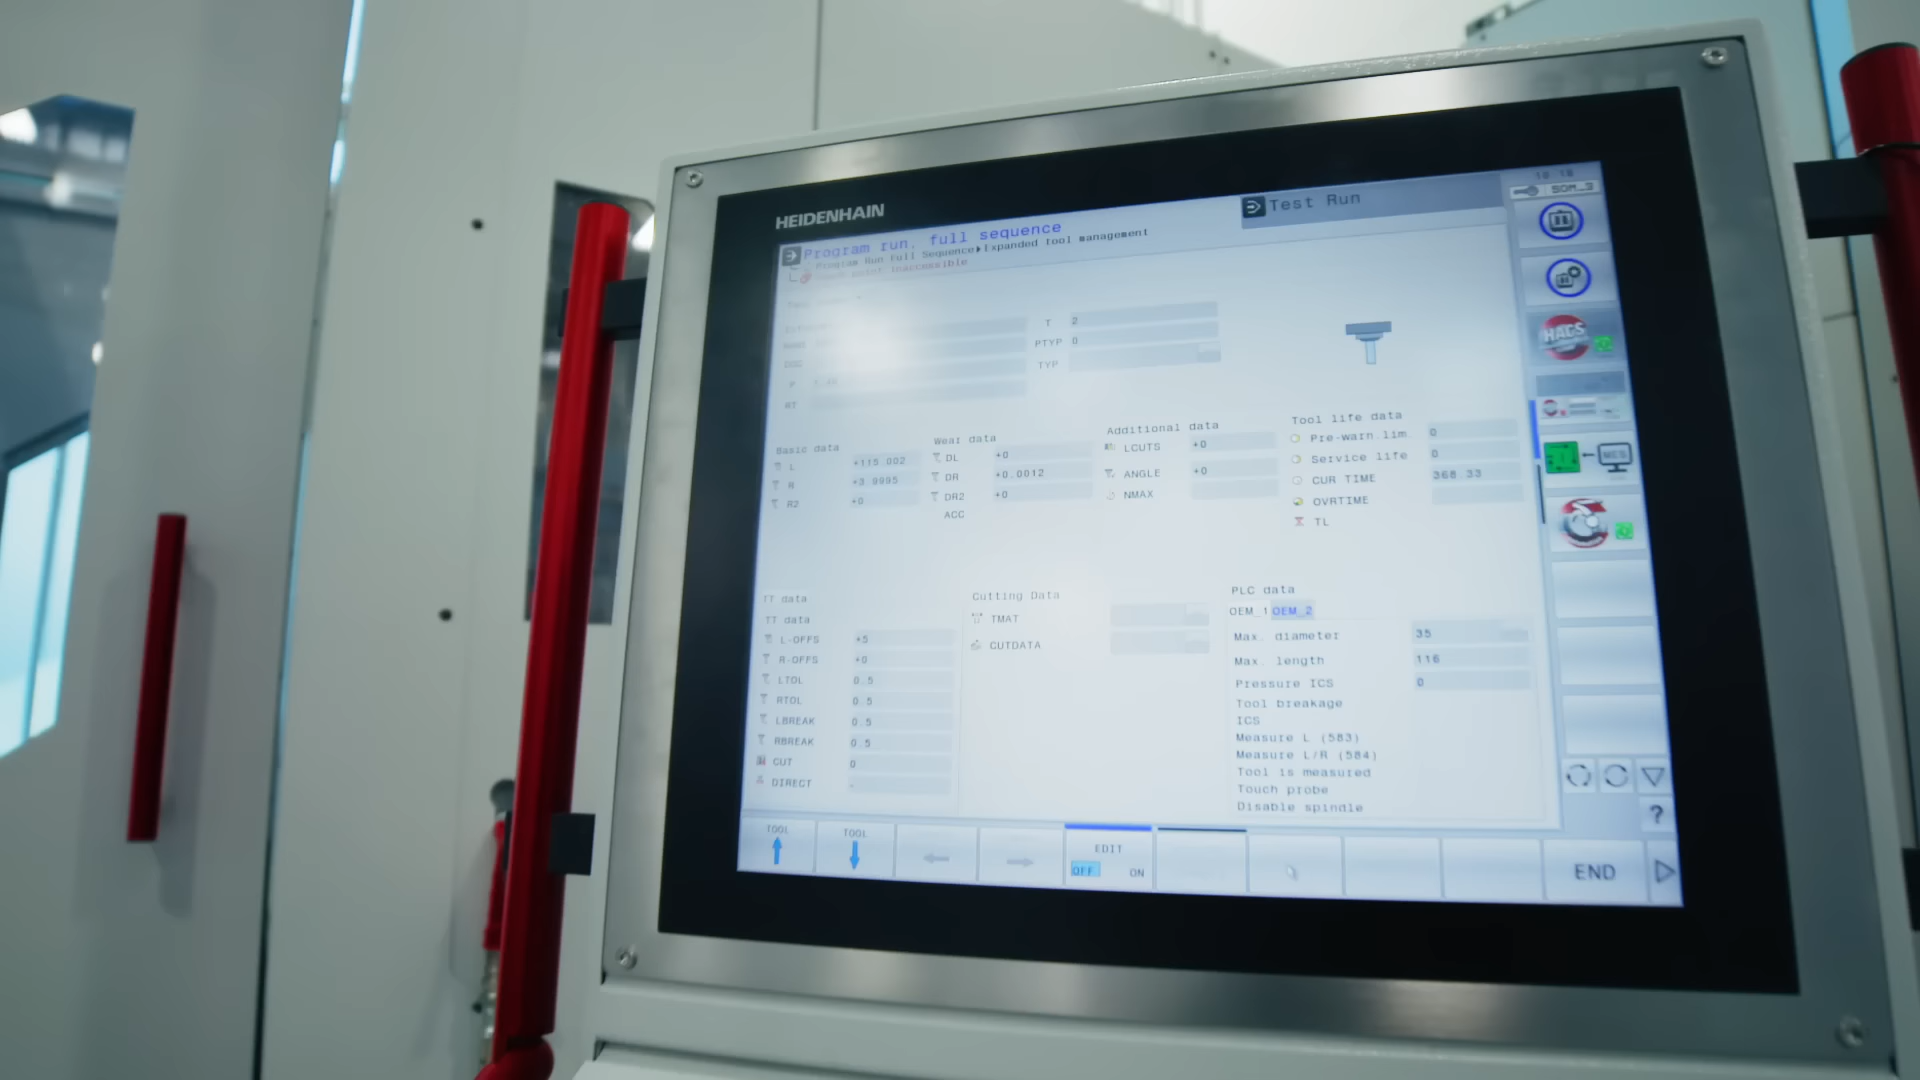 HEIDENHAIN
Program run, full sequence
Program Run Full Sequence▸Expanded tool management
Test Run
10:18
T 2
PTYP 0
TYP
RT
Basic data
L +115.002
R +3.9995
R2 +0
Wear data
DL +0
DR +0.0012
DR2 +0
ACC
Additional data
LCUTS +0
ANGLE +0
NMAX
Tool life data
Pre-warn.lim. 0
Service life 0
CUR TIME 368.33
OVRTIME
TL
TT data
TT data
L-OFFS +5
R-OFFS +0
LTOL 0.5
RTOL 0.5
LBREAK 0.5
RBREAK 0.5
CUT 0
DIRECT -
Cutting Data
TMAT
CUTDATA
PLC data
OEM_1 OEM_2
Max. diameter 35
Max. length 116
Pressure ICS 0
Tool breakage
ICS
Measure L (583)
Measure L/R (584)
Tool is measured
Touch probe
Disable spindle
HACS
?
TOOL
TOOL
EDIT
OFF ON
END